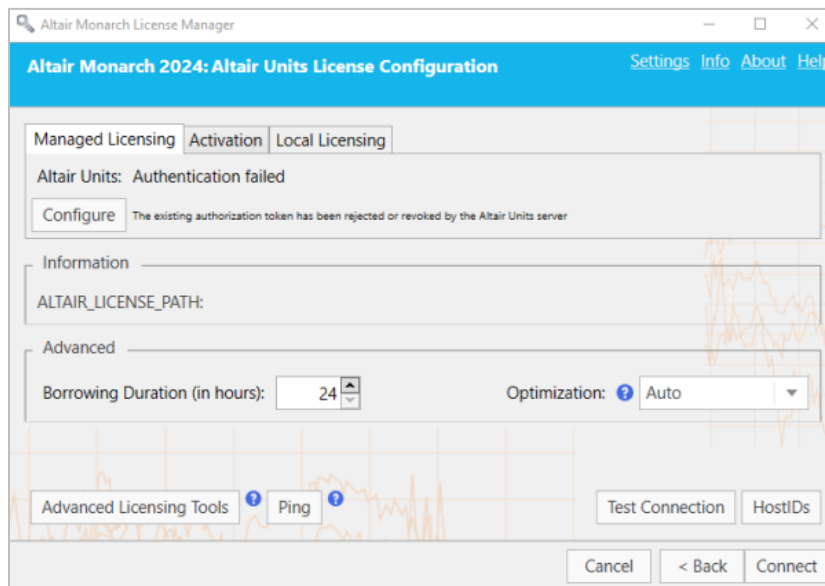 Altair Monarch License Manager
Altair Monarch 2024: Altair Units License Configuration
Settings Info About Help
Managed Licensing Activation Local Licensing
Altair Units: Authentication failed
Configure The existing authorization token has been rejected or revoked by the Altair Units server
Information
ALTAIR_LICENSE_PATH:
Advanced
Borrowing Duration (in hours): 24 Optimization: ? Auto
Advanced Licensing Tools ? Ping ? Test Connection HostIDs
Cancel < Back Connect